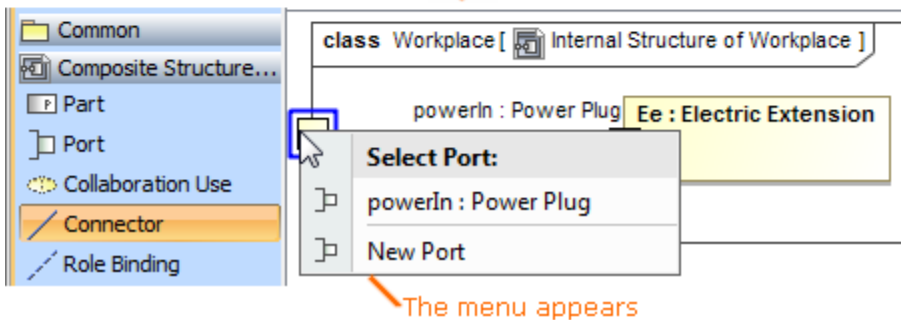 Common
Composite Structure...
Part
Port
Collaboration Use
Connector
Role Binding
class Workplace [ Internal Structure of Workplace ]
powerIn : Power Plug
Ee : Electric Extension
Select Port:
powerIn : Power Plug
New Port
The menu appears